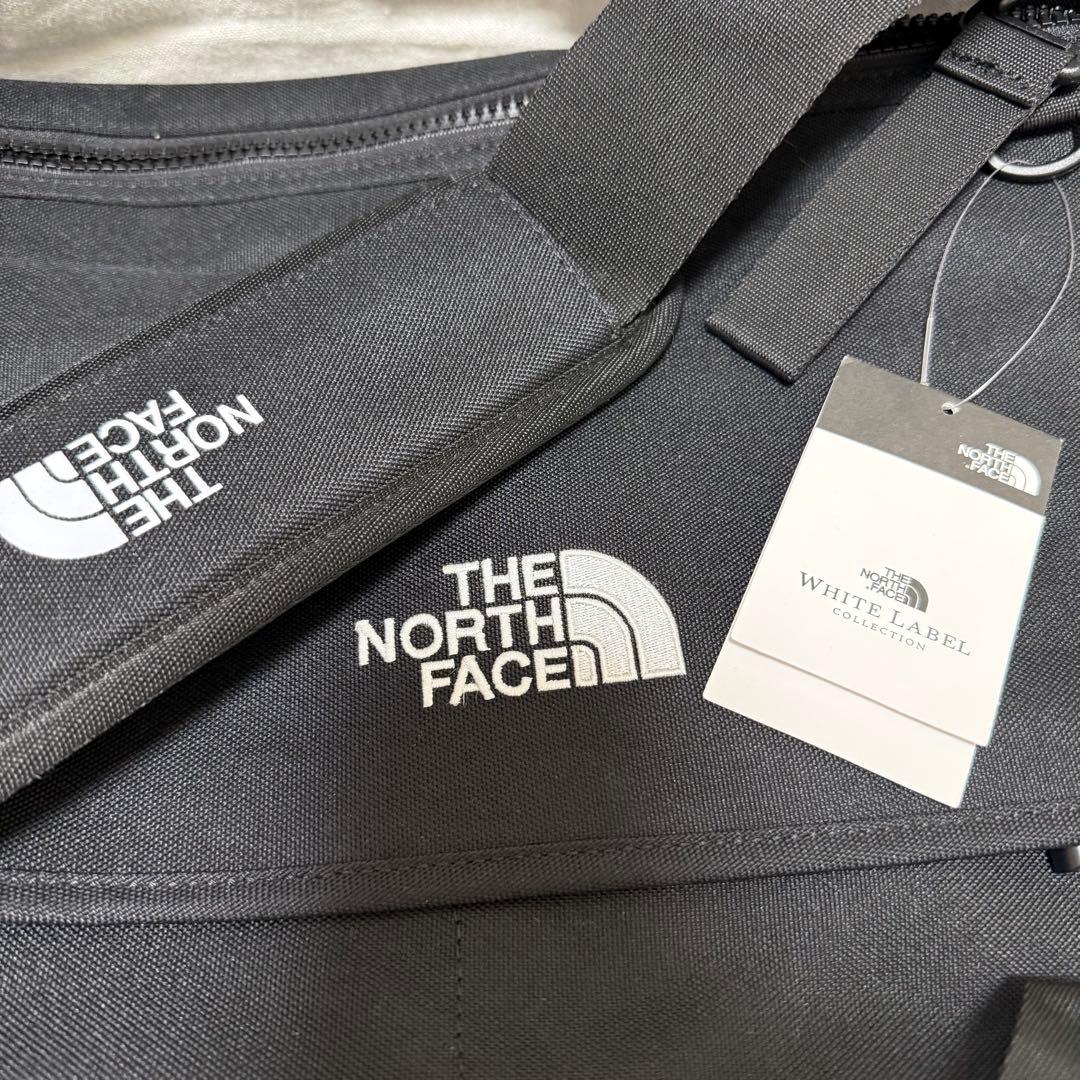 THE
NORTH
FACE
THE
NORTH
FACE
THE
NORTH
FACE
THE
NORTH
FACE
WHITE LABEL
COLLECTION